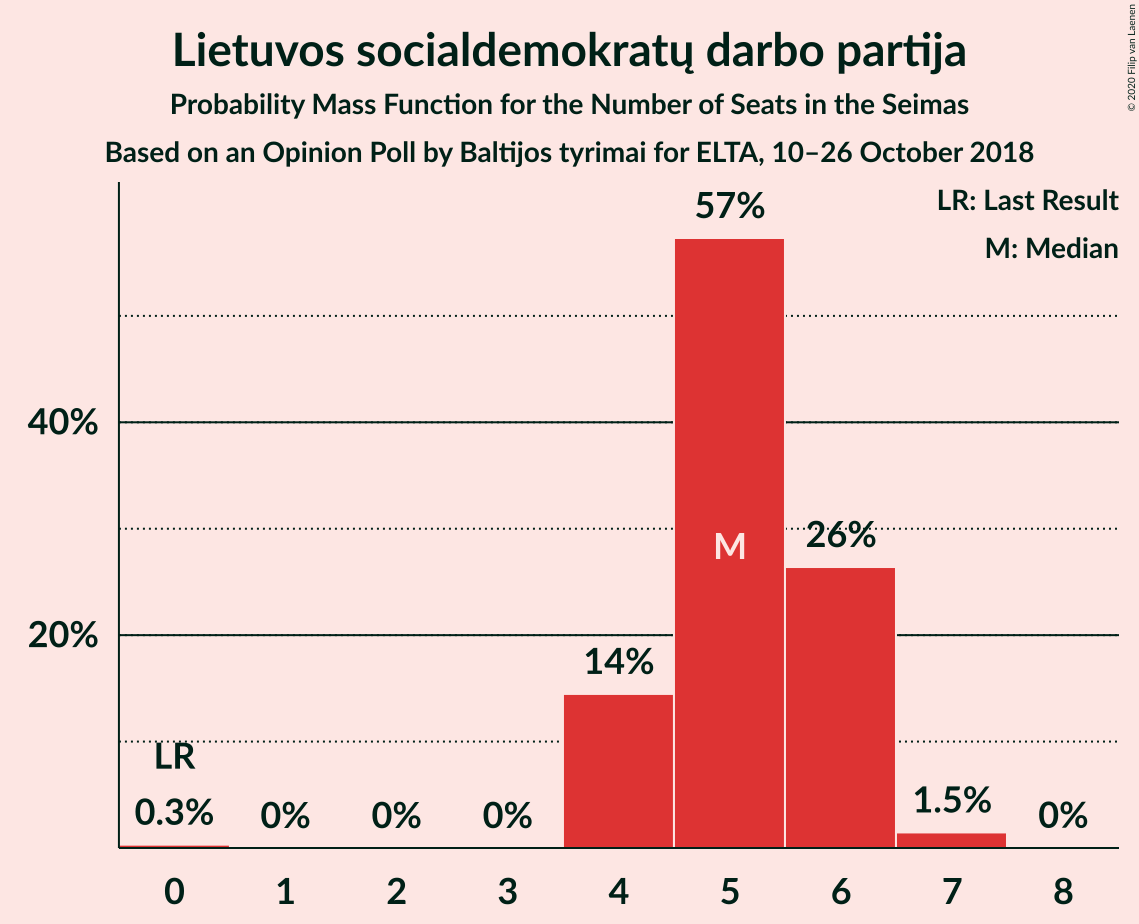 Lietuvos socialdemokratų darbo partija
Probability Mass Function for the Number of Seats in the Seimas
Based on an Opinion Poll by Baltijos tyrimai for ELTA, 10–26 October 2018
© 2020 Filip van Laenen
LR: Last Result
M: Median
57%
40%
M
26%
20%
14%
LR
0.3%
0%
0%
0%
1.5%
0%
0 1 2 3 4 5 6 7 8